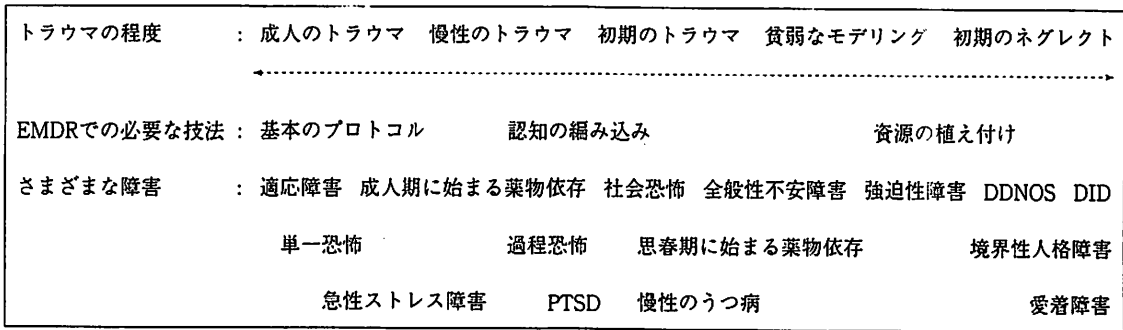 トラウマの程度 : 成人のトラウマ 慢性のトラウマ 初期のトラウマ 貧弱なモデリング 初期のネグレクト
EMDRでの必要な技法 : 基本のプロトコル 認知の編み込み 資源の植え付け
さまざまな障害 : 適応障害 成人期に始まる薬物依存 社会恐怖 全般性不安障害 強迫性障害 DDNOS DID
単一恐怖 過程恐怖 思春期に始まる薬物依存 境界性人格障害
急性ストレス障害 PTSD 慢性のうつ病 愛着障害